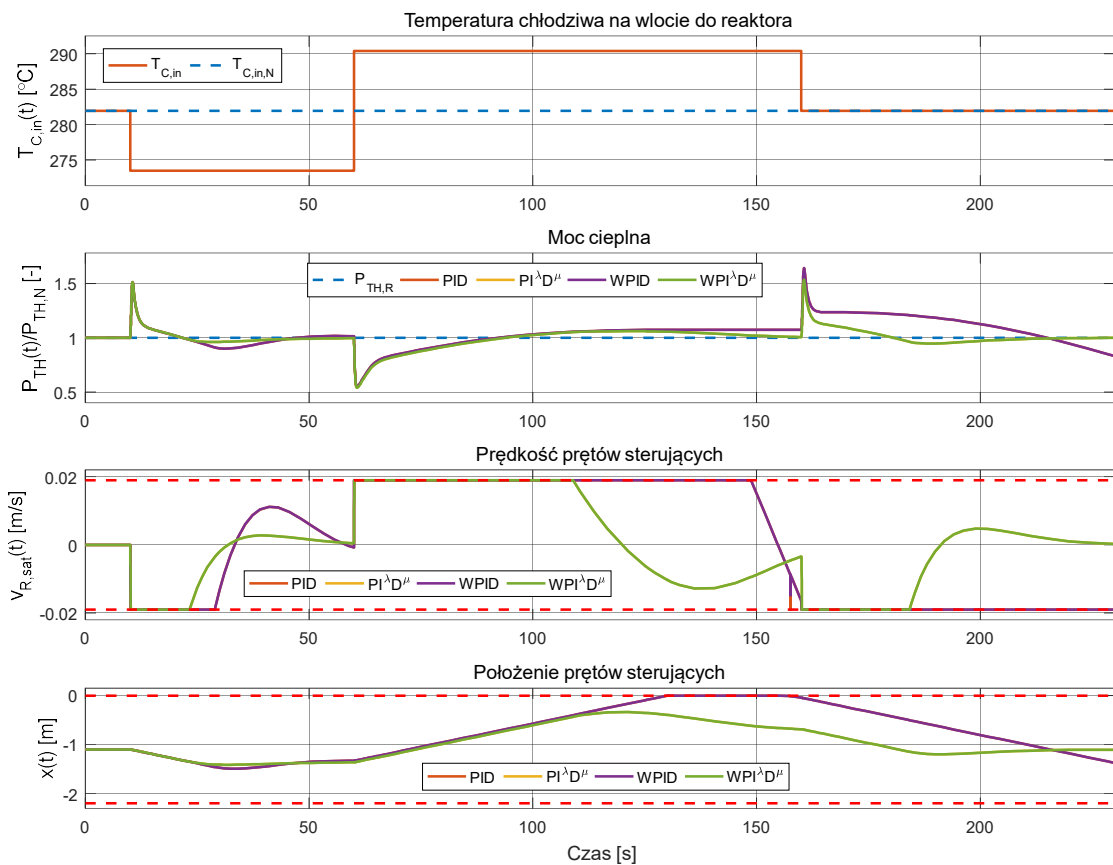 Temperatura chłodziwa na wlocie do reaktora
T_C,in(t) [°C]
290
285
280
275
T_C,in T_C,in,N
0 50 100 150 200
Moc cieplna
P_TH(t)/P_TH,N [-]
1.5
1
0.5
P_TH,R PID PI^λD^μ WPID WPI^λD^μ
0 50 100 150 200
Prędkość prętów sterujących
v_R,sat(t) [m/s]
0.02
0
-0.02
PID PI^λD^μ WPID WPI^λD^μ
0 50 100 150 200
Położenie prętów sterujących
x(t) [m]
0
-1
-2
PID PI^λD^μ WPID WPI^λD^μ
0 50 100 150 200
Czas [s]